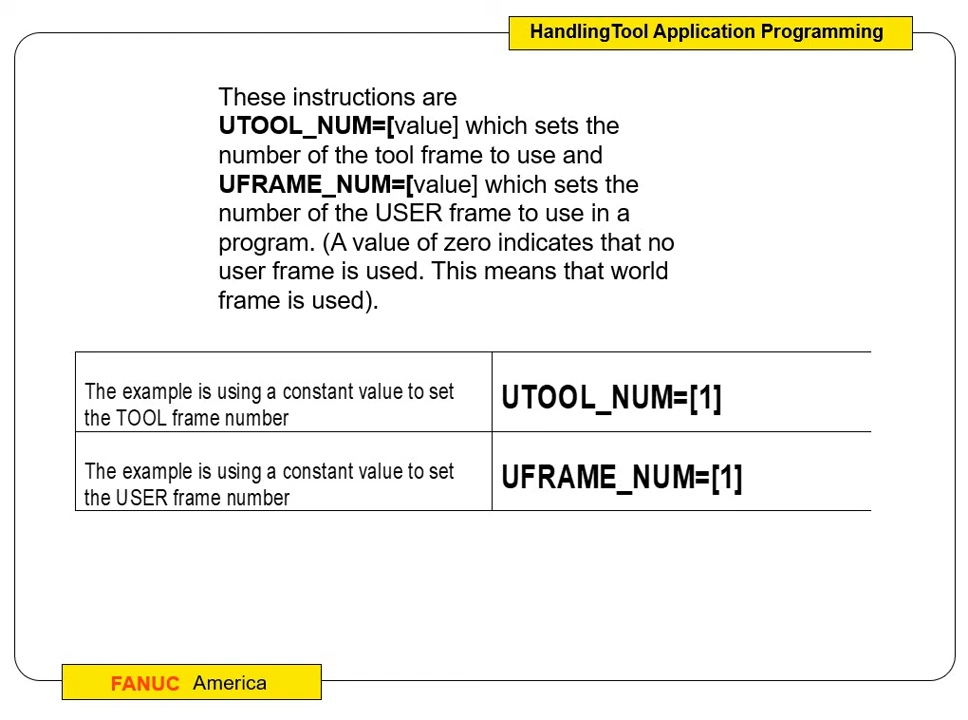 HandlingTool Application Programming
These instructions are
UTOOL_NUM=[value] which sets the
number of the tool frame to use and
UFRAME_NUM=[value] which sets the
number of the USER frame to use in a
program. (A value of zero indicates that no
user frame is used. This means that world
frame is used).
The example is using a constant value to set
the TOOL frame number
UTOOL_NUM=[1]
The example is using a constant value to set
the USER frame number
UFRAME_NUM=[1]
FANUC America